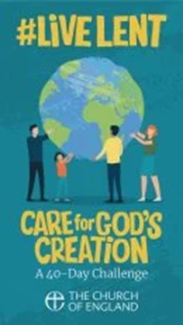 #LiVE LENT
CARE for GOD'S
CREATiON
A 40-Day Challenge
THE CHURCH
OF ENGLAND